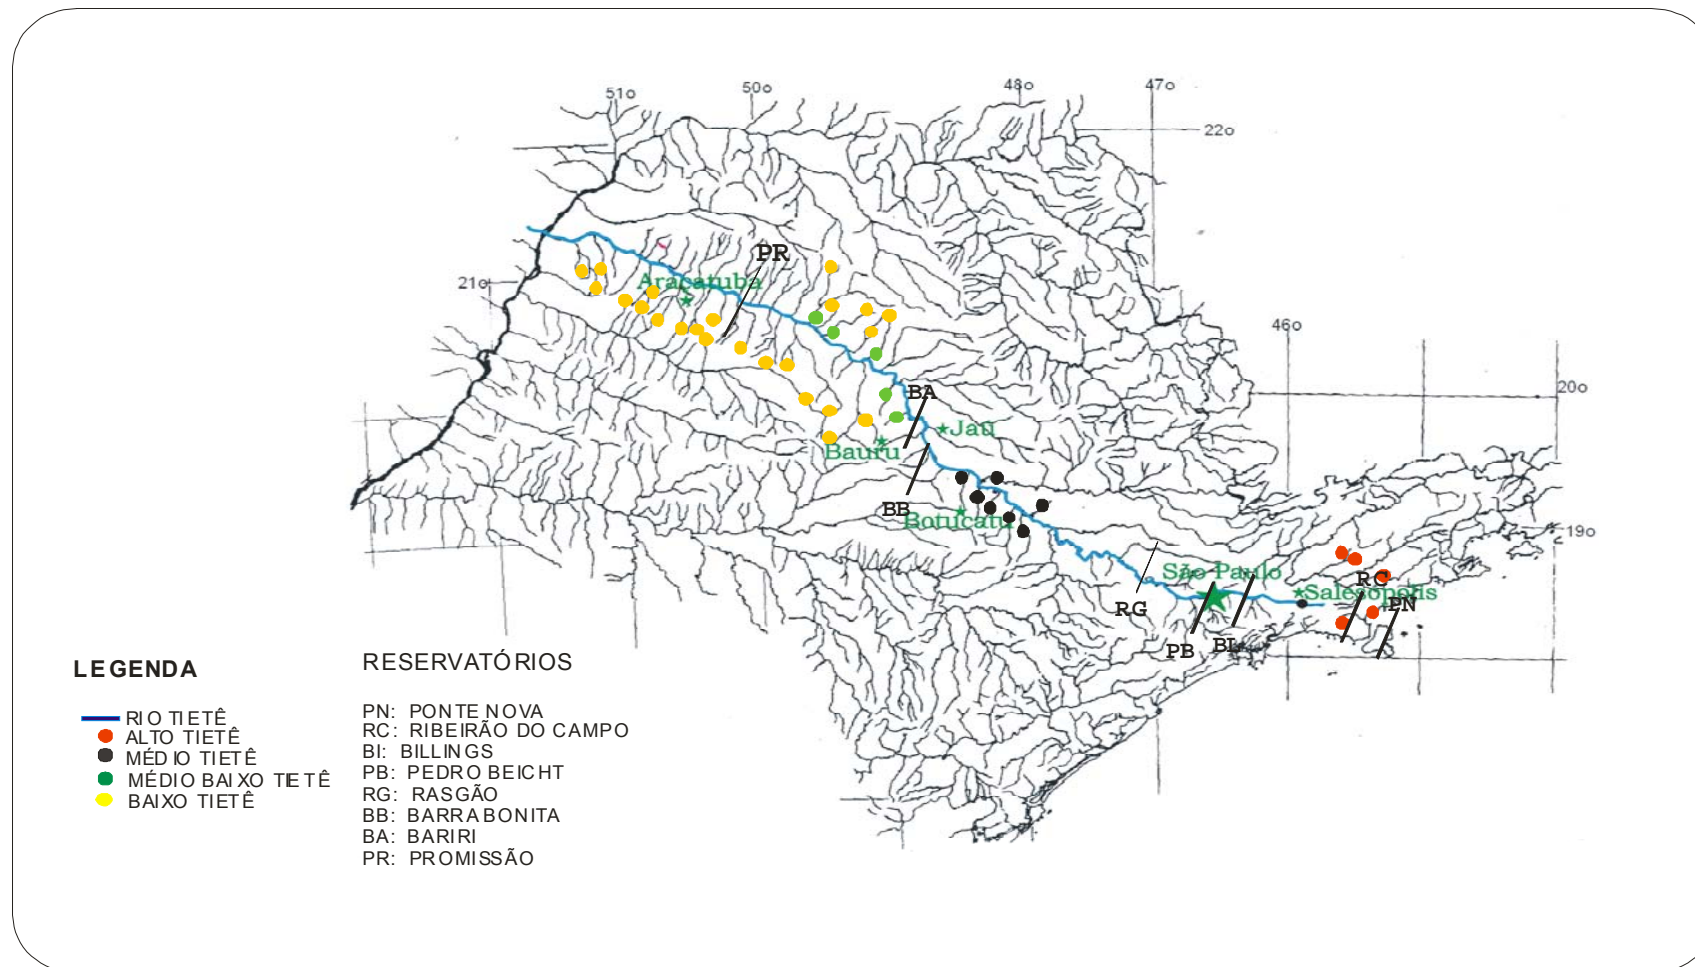 51o
50o
48o
47o
22o
PR
21o
Araçatuba
46o
20o
BA
Jaú
Bauru
BB
Botucatu
19o
São Paulo
RG
RC
Salesópolis
PN
PB
BI
LEGENDA
RIO TIETÊ
ALTO TIETÊ
MÉDIO TIETÊ
MÉDIO BAIXO TIETÊ
BAIXO TIETÊ
RESERVATÓRIOS
PN: PONTE NOVA
RC: RIBEIRÃO DO CAMPO
BI: BILLINGS
PB: PEDRO BEICHT
RG: RASGÃO
BB: BARRA BONITA
BA: BARIRI
PR: PROMISSÃO